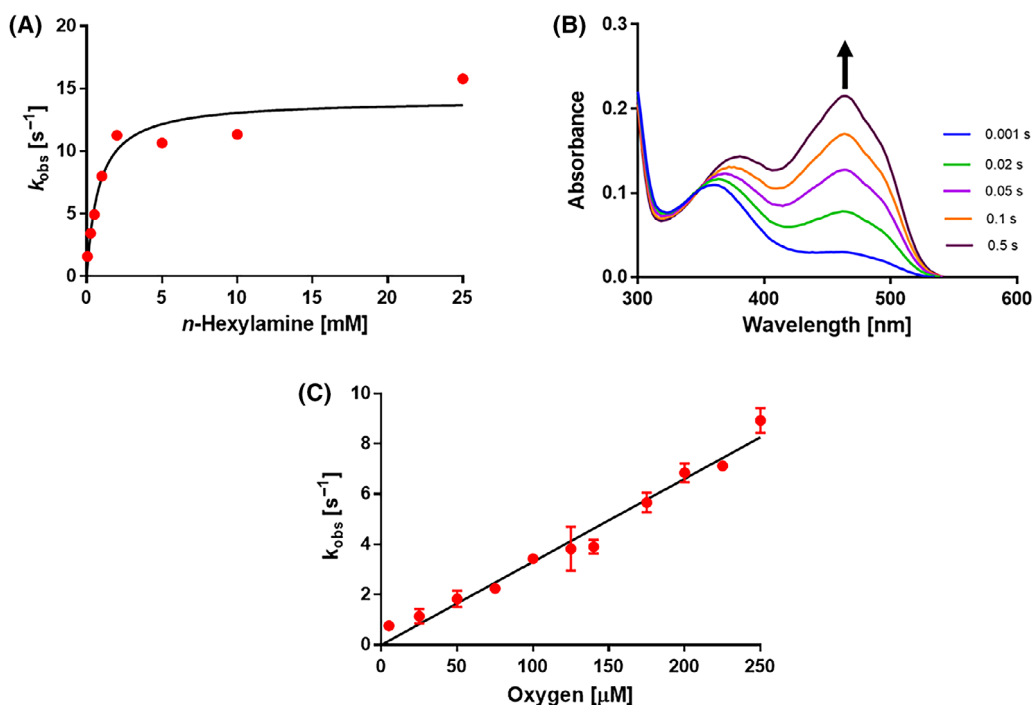 (A)
20
15
10
5
0
k_obs [s⁻¹]
0 5 10 15 20 25
n-Hexylamine [mM]
(B)
0.3
0.2
0.1
0.0
Absorbance
300 400 500 600
Wavelength [nm]
0.001 s
0.02 s
0.05 s
0.1 s
0.5 s
(C)
10
8
6
4
2
0
k_obs [s⁻¹]
0 50 100 150 200 250
Oxygen [µM]